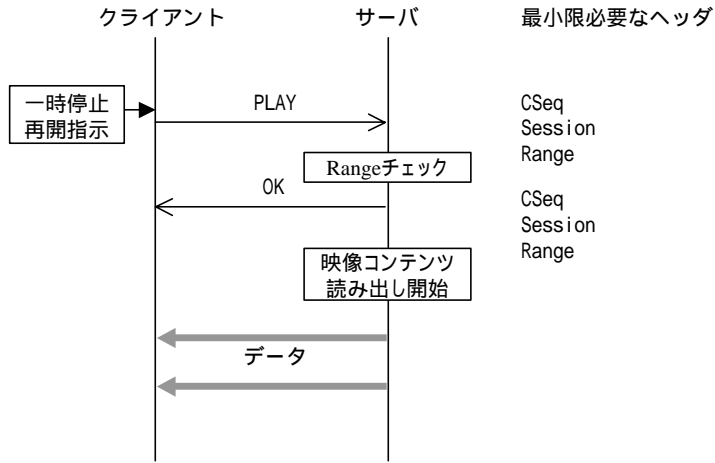 クライアント サーバ 最小限必要なヘッダ
一時停止
再開指示
PLAY
CSeq
Session
Range
Rangeチェック
OK
CSeq
Session
Range
映像コンテンツ
読み出し開始
データ